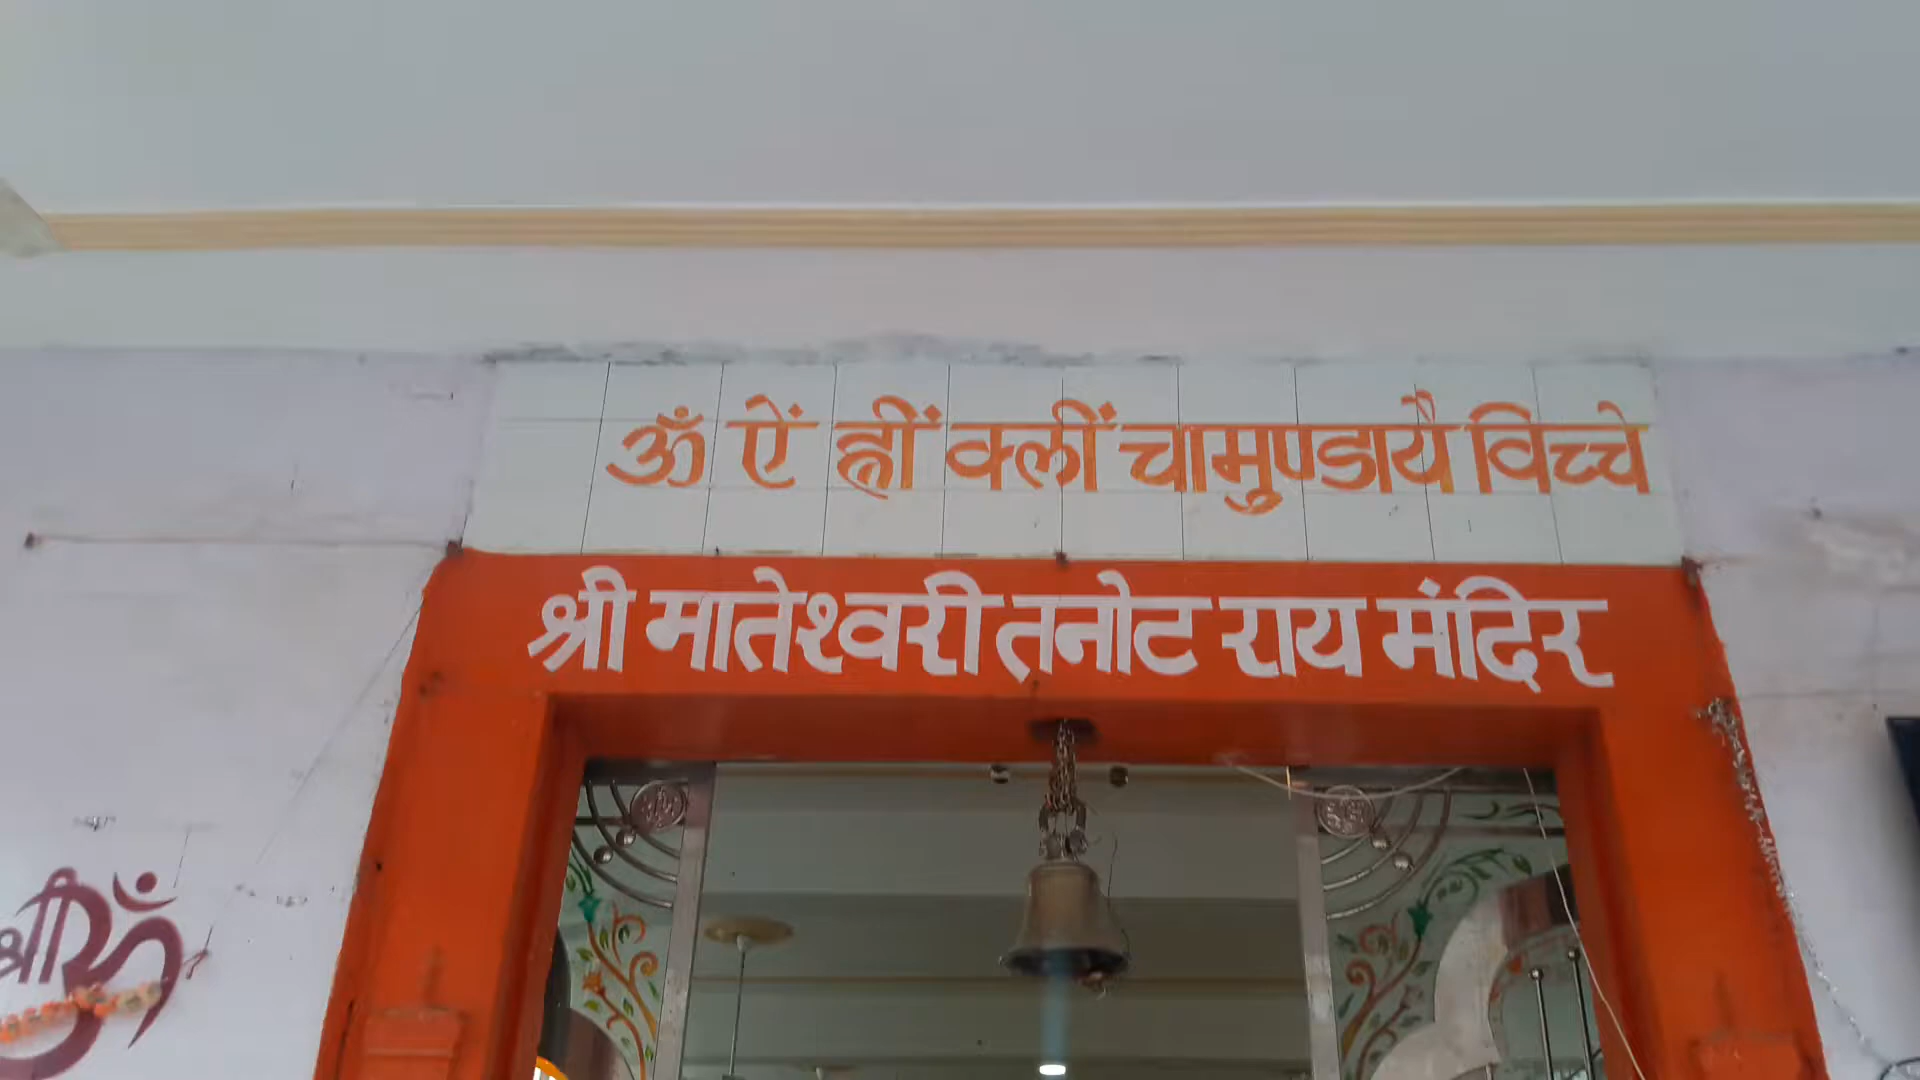 ॐ ऐं ह्रीं क्लीं चामुण्डायै विच्चे
श्री मातेश्वरी तनोट राय मंदिर
श्री ॐ